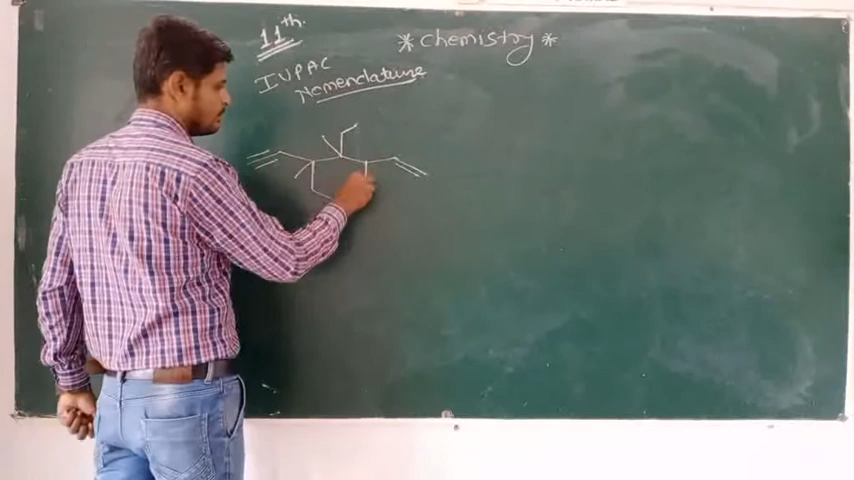 11th.
* Chemistry *
IUPAC
Nomenclature